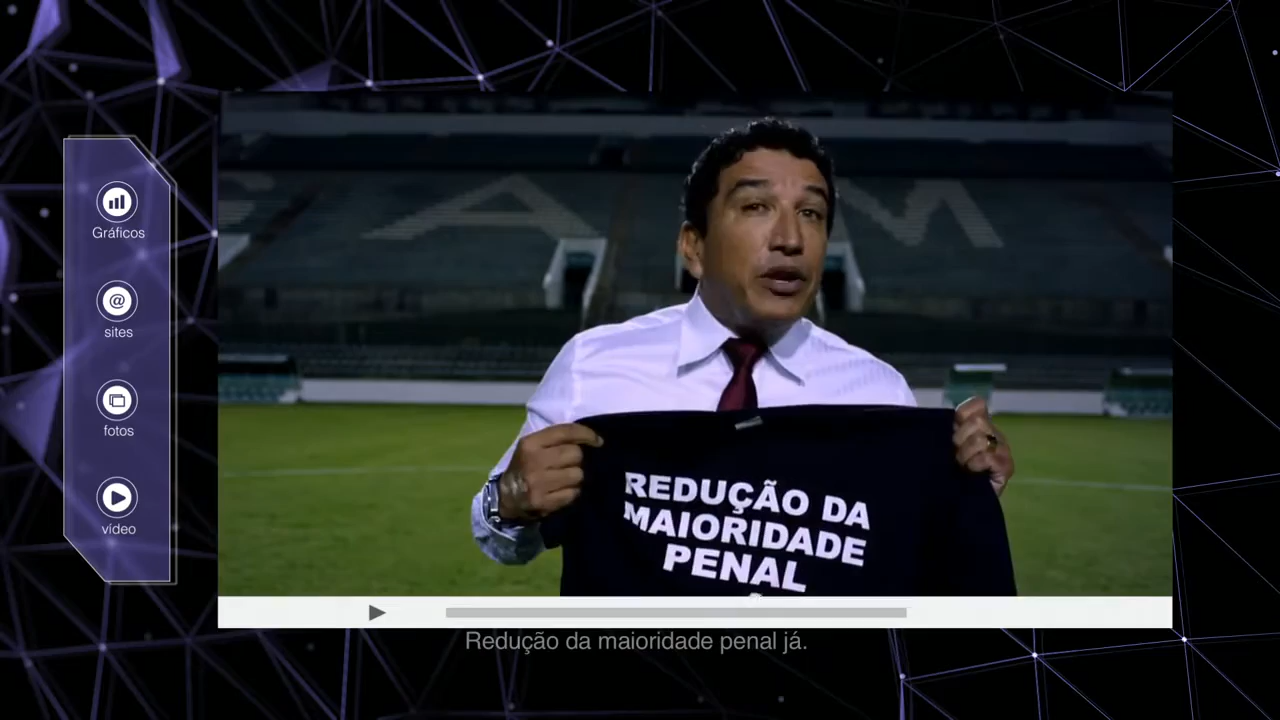 Gráficos
@
sites
fotos
vídeo
A M
REDUÇÃO DA
MAIORIDADE
PENAL
Redução da maioridade penal já.